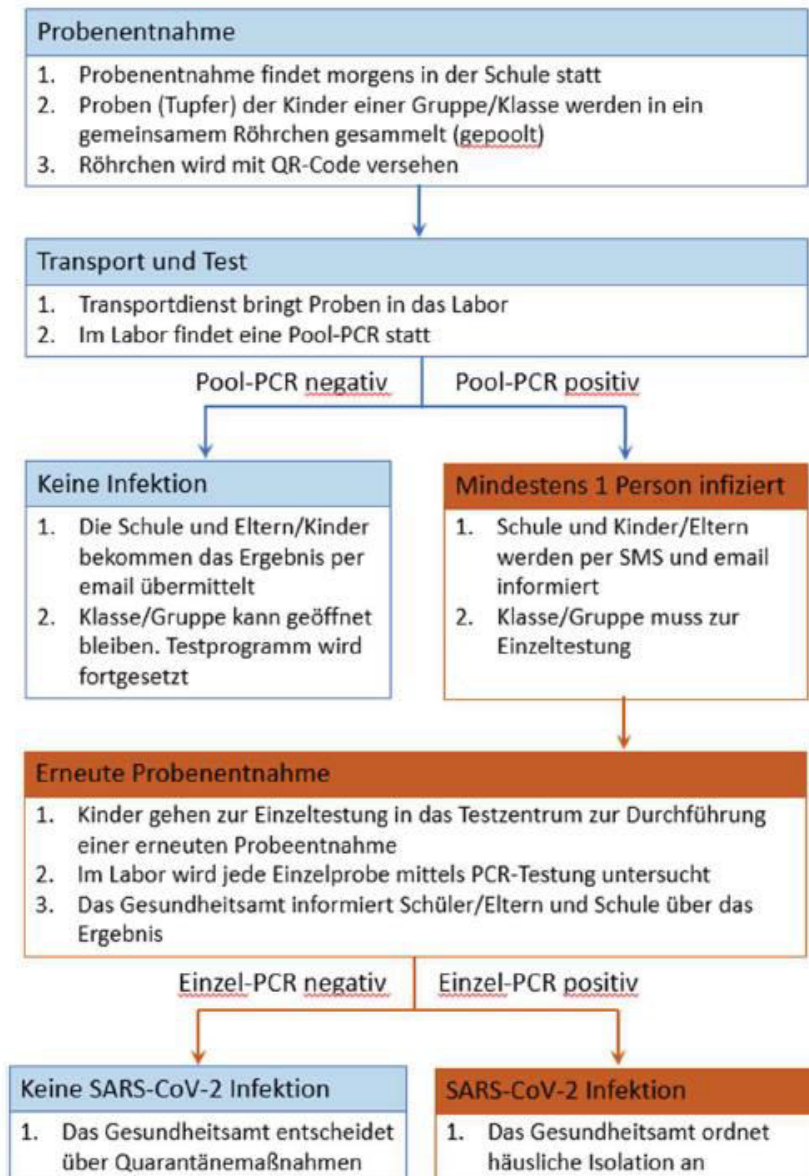 Probenentnahme
1. Probenentnahme findet morgens in der Schule statt
2. Proben (Tupfer) der Kinder einer Gruppe/Klasse werden in ein
gemeinsamem Röhrchen gesammelt (gepoolt)
3. Röhrchen wird mit QR-Code versehen
Transport und Test
1. Transportdienst bringt Proben in das Labor
2. Im Labor findet eine Pool-PCR statt
Pool-PCR negativ
Pool-PCR positiv
Keine Infektion
1. Die Schule und Eltern/Kinder
bekommen das Ergebnis per
email übermittelt
2. Klasse/Gruppe kann geöffnet
bleiben. Testprogramm wird
fortgesetzt
Mindestens 1 Person infiziert
1. Schule und Kinder/Eltern
werden per SMS und email
informiert
2. Klasse/Gruppe muss zur
Einzeltestung
Erneute Probenentnahme
1. Kinder gehen zur Einzeltestung in das Testzentrum zur Durchführung
einer erneuten Probeentnahme
2. Im Labor wird jede Einzelprobe mittels PCR-Testung untersucht
3. Das Gesundheitsamt informiert Schüler/Eltern und Schule über das
Ergebnis
Einzel-PCR negativ
Einzel-PCR positiv
Keine SARS-CoV-2 Infektion
1. Das Gesundheitsamt entscheidet
über Quarantänemaßnahmen
SARS-CoV-2 Infektion
1. Das Gesundheitsamt ordnet
häusliche Isolation an